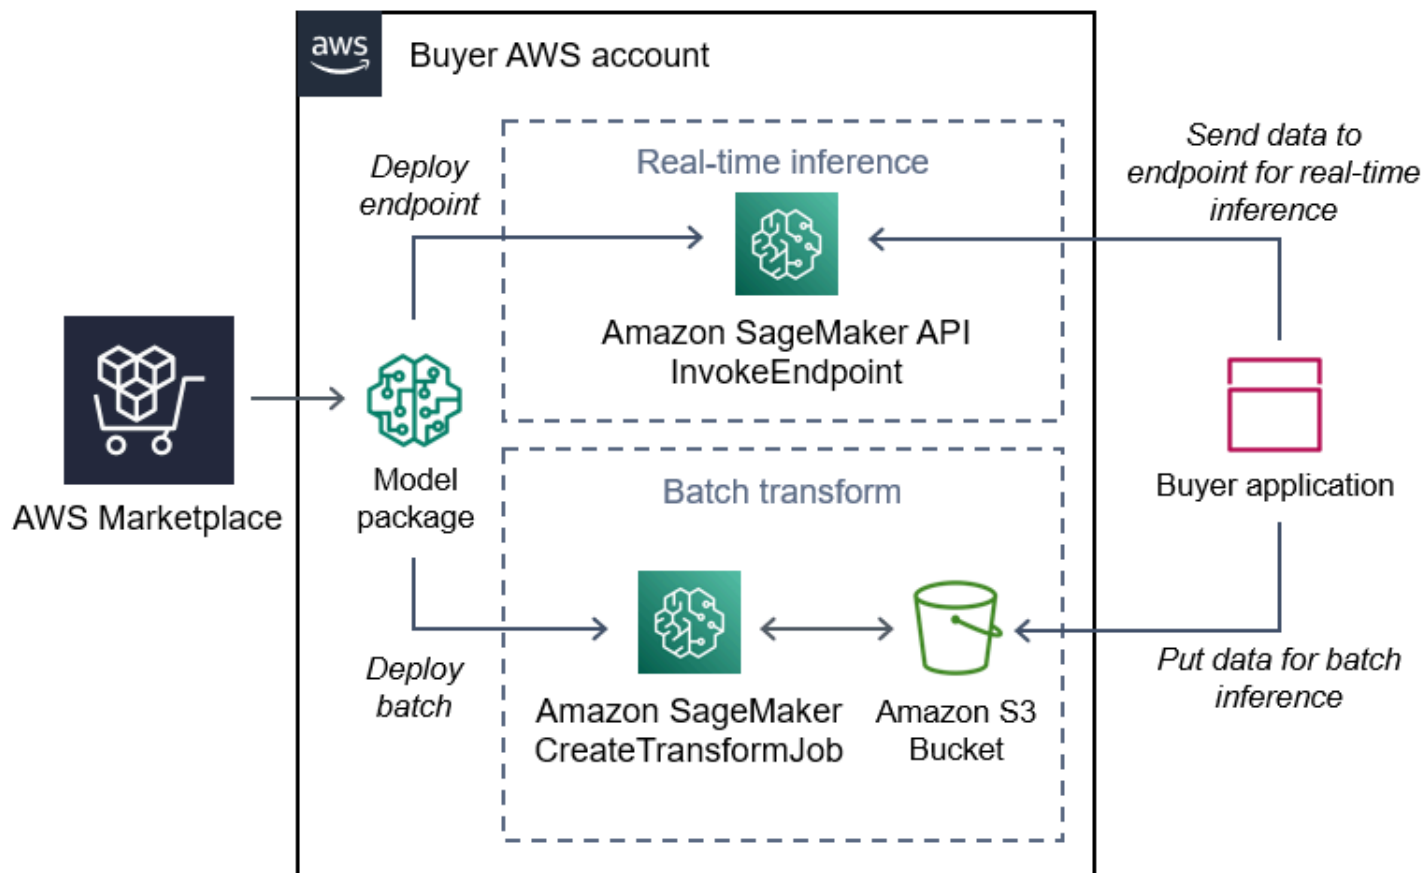 aws
Buyer AWS account
Deploy
endpoint
Real-time inference
Send data to
endpoint for real-time
inference
Amazon SageMaker API
InvokeEndpoint
AWS Marketplace
Model
package
Buyer application
Batch transform
Deploy
batch
Amazon SageMaker
CreateTransformJob
Amazon S3
Bucket
Put data for batch
inference